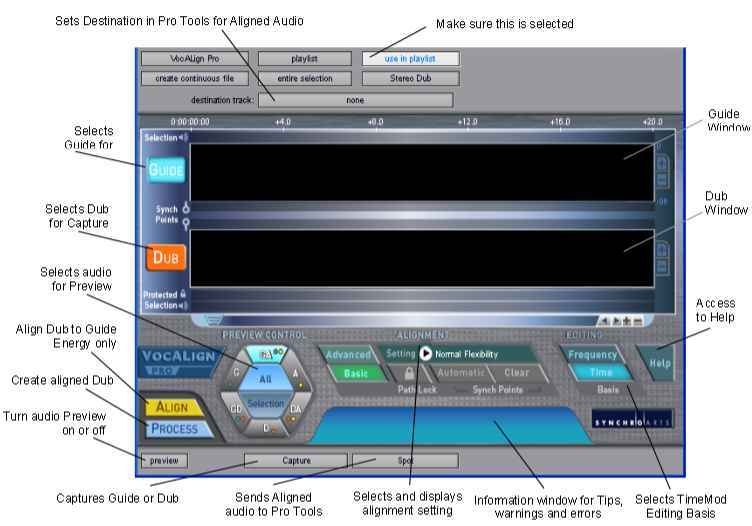 Sets Destination in Pro Tools for Aligned Audio
Make sure this is selected
VocALign Pro
playlist
use in playlist
create continuous file
entire selection
Stereo Dub
destination track:
none
0:00:00:00
+4.0
+8.0
+12.0
+16.0
+20.0
Selects
Guide for
Selection
GUIDE
Guide
Window
Synch
Points
Selects Dub
for Capture
Dub
Window
DUB
Protected
Selection
Selects audio
for Preview
Access
to Help
PREVIEW CONTROL
ALIGNMENT
EDITING
Align Dub to Guide
Energy only
VOCALIGN
PRO
GA
G
A
All
Advanced
Setting
Normal Flexibility
Basic
Automatic
Clear
Path Lock
Synch Points
Frequency
Time
Basis
Help
Create aligned Dub
ALIGN
PROCESS
GD
Selection
DA
D
SYNCHROARTS
Turn audio Preview
on or off
preview
Capture
Spot
Captures Guide or Dub
Sends Aligned
audio to Pro Tools
Selects and displays
alignment setting
Information window for Tips,
warnings and errors
Selects TimeMod
Editing Basis